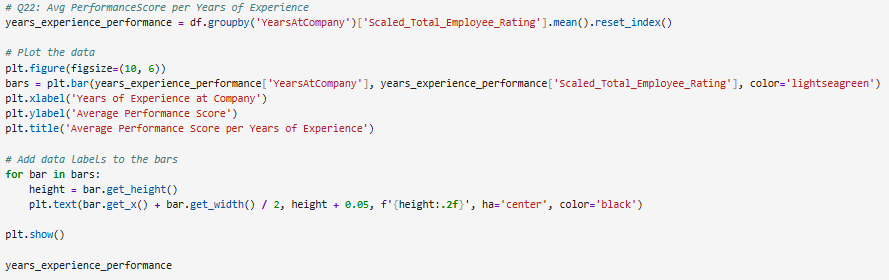 # Q22: Avg PerformanceScore per Years of Experience
years_experience_performance = df.groupby('YearsAtCompany')['Scaled_Total_Employee_Rating'].mean().reset_index()
# Plot the data
plt.figure(figsize=(10, 6))
bars = plt.bar(years_experience_performance['YearsAtCompany'], years_experience_performance['Scaled_Total_Employee_Rating'], color='lightseagreen')
plt.xlabel('Years of Experience at Company')
plt.ylabel('Average Performance Score')
plt.title('Average Performance Score per Years of Experience')
# Add data labels to the bars
for bar in bars:
    height = bar.get_height()
    plt.text(bar.get_x() + bar.get_width() / 2, height + 0.05, f'{height:.2f}', ha='center', color='black')
plt.show()
years_experience_performance